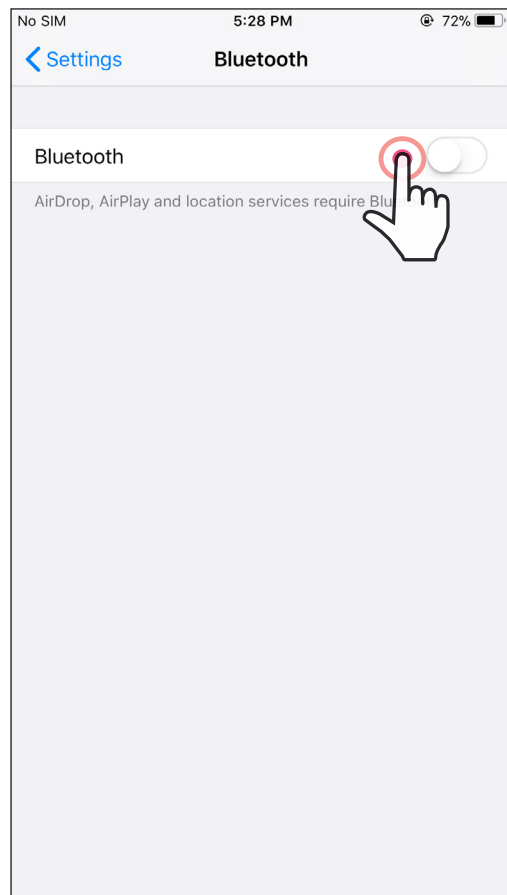 No SIM 5:28 PM 72%
Settings Bluetooth
Bluetooth
AirDrop, AirPlay and location services require